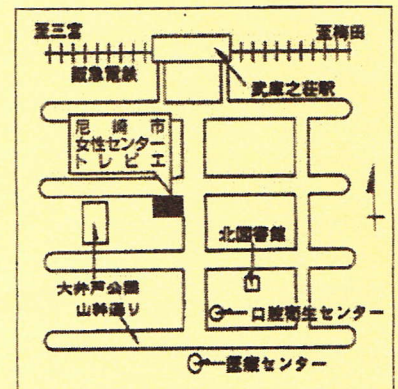 至三宮
至梅田
阪急電鉄
武庫之荘駅
尼崎市
女性センター
トレピエ
北図書館
大井戸公園
山幹通り
口腔衛生センター
医療センター